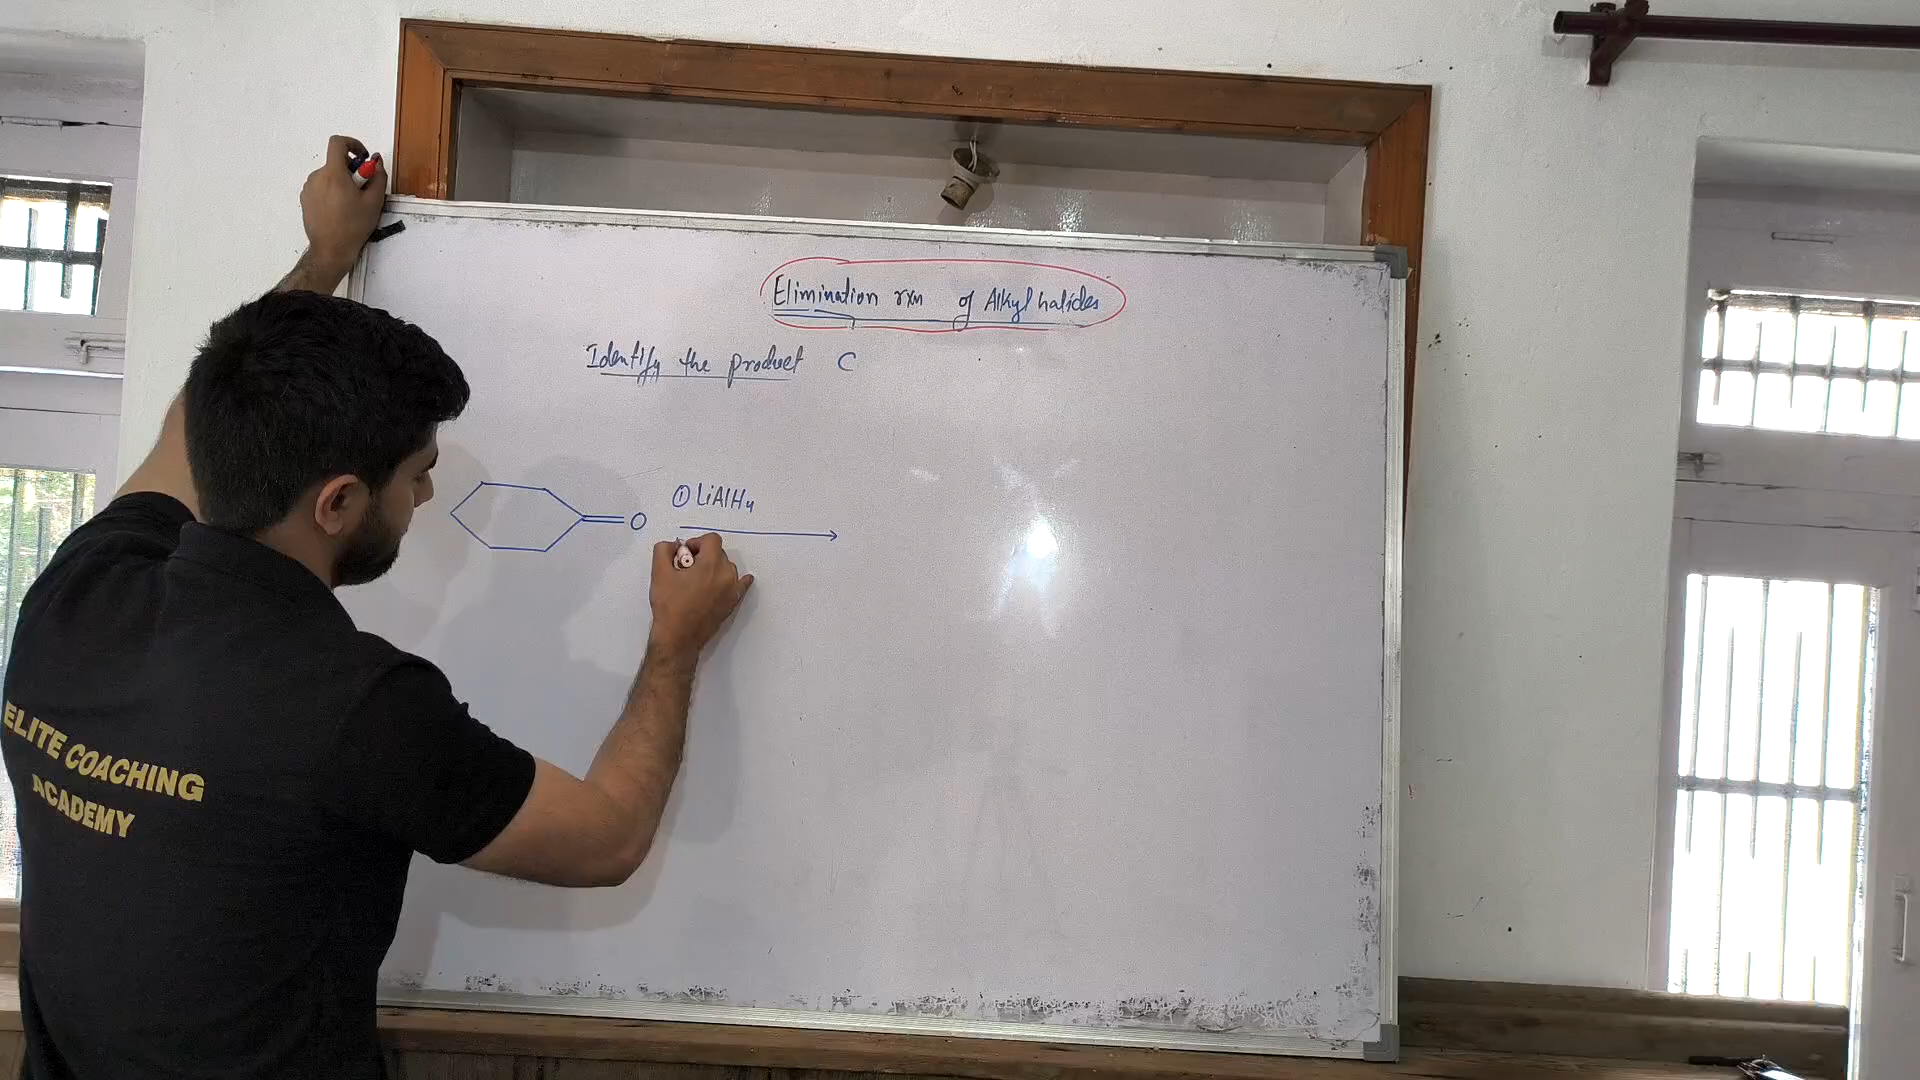 Elimination rxn of Alkyl halides
Identify the product C
① LiAlH4
O
ELITE COACHING
ACADEMY